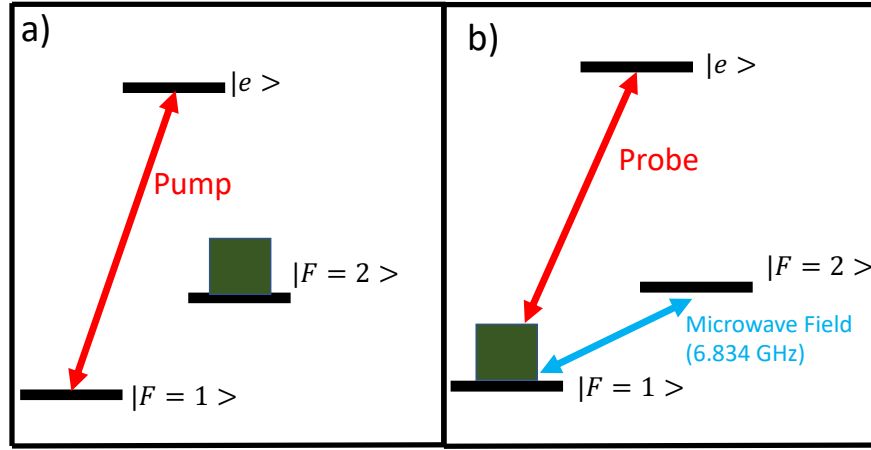 a)
|e >
Pump
|F = 2 >
|F = 1 >
b)
|e >
Probe
|F = 2 >
Microwave Field
(6.834 GHz)
|F = 1 >